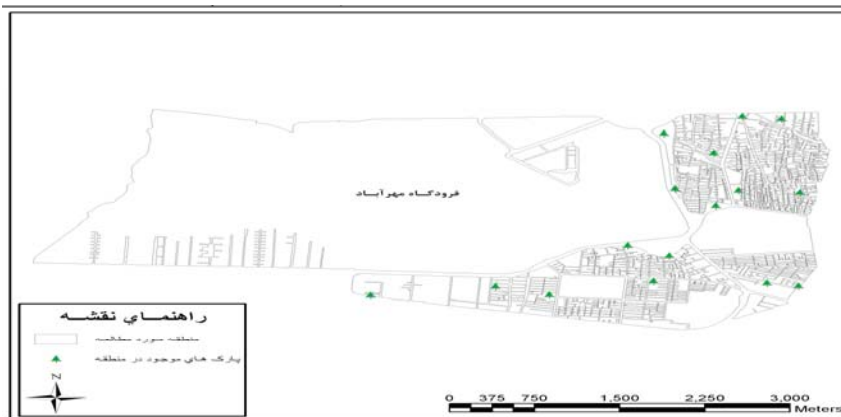 فرودگاه مهرآباد
راهنمای نقشه
منطقه مورد مطالعه
پارک های موجود در منطقه
N
0 375 750 1,500 2,250 3,000
Meters